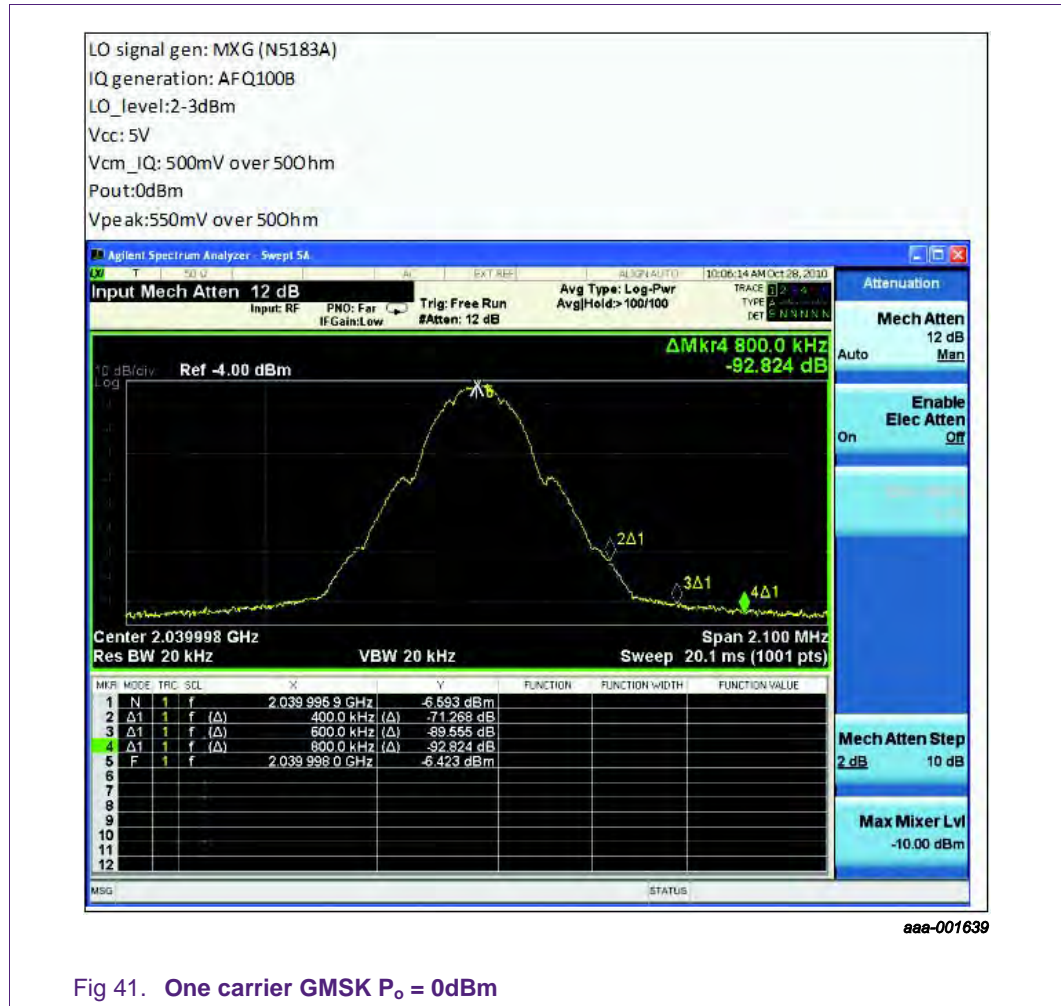 LO signal gen: MXG (N5183A)
IQ generation: AFQ100B
LO_level:2-3dBm
Vcc: 5V
Vcm_IQ: 500mV over 50Ohm
Pout:0dBm
Vpeak:550mV over 50Ohm
Agilent Spectrum Analyzer - Swept SA
LXI T 50 Ω AC EXT REF ALIGN AUTO 10:06:14 AM Oct 28, 2010
Input Mech Atten 12 dB
Input: RF PNO: Far Trig: Free Run Avg Type: Log-Pwr TRACE 1
IFGain:Low #Atten: 12 dB Avg|Hold:>100/100 TYPE
DET S N N N N N
ΔMkr4 800.0 kHz
-92.824 dB
10 dB/div Ref -4.00 dBm
Log
2Δ1
3Δ1
4Δ1
Center 2.039998 GHz Span 2.100 MHz
Res BW 20 kHz VBW 20 kHz Sweep 20.1 ms (1001 pts)
MKR MODE TRC SCL X Y FUNCTION FUNCTION WIDTH FUNCTION VALUE
1 N 1 f 2.039 995 9 GHz -6.593 dBm
2 Δ1 1 f (Δ) 400.0 kHz (Δ) -71.268 dB
3 Δ1 1 f (Δ) 600.0 kHz (Δ) -89.555 dB
4 Δ1 1 f (Δ) 800.0 kHz (Δ) -92.824 dB
5 F 1 f 2.039 998 0 GHz -6.423 dBm
6
7
8
9
10
11
12
MSG STATUS
Attenuation
Mech Atten
12 dB
Auto Man
Enable
Elec Atten
On Off
Mech Atten Step
2 dB 10 dB
Max Mixer Lvl
-10.00 dBm
aaa-001639
Fig 41. One carrier GMSK Po = 0dBm